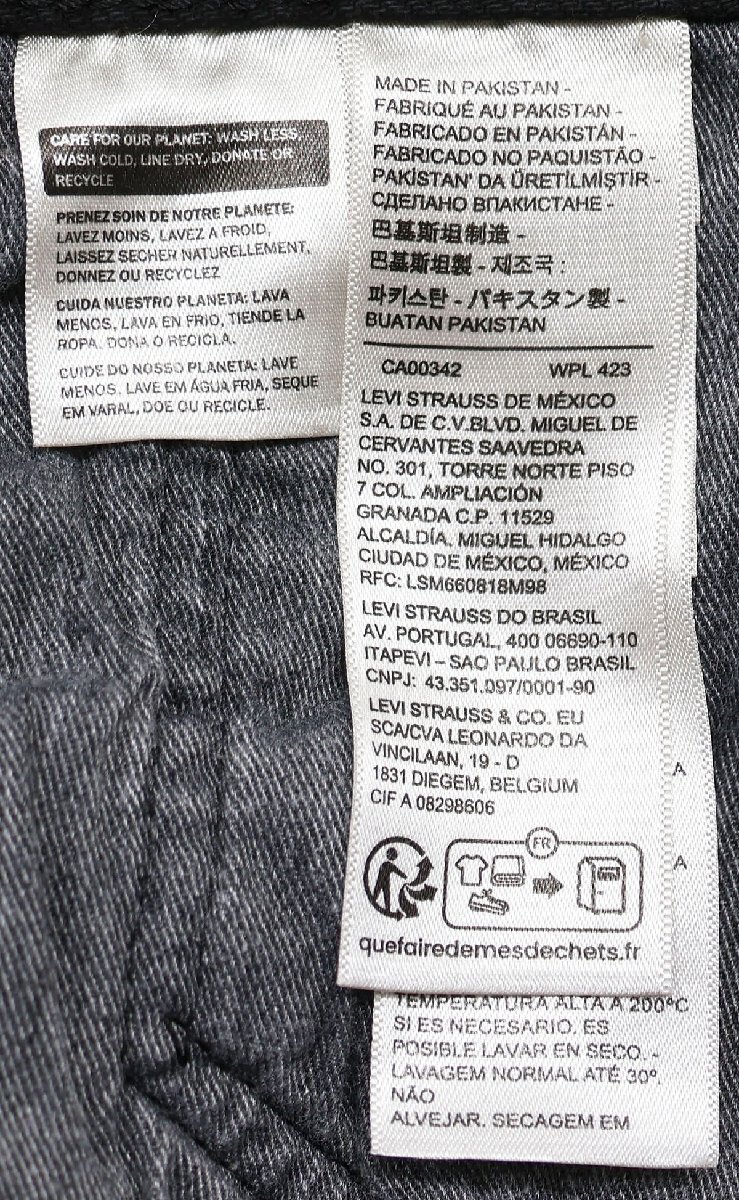 CARE FOR OUR PLANET: WASH LESS,
WASH COLD, LINE DRY, DONATE OR
RECYCLE
PRENEZ SOIN DE NOTRE PLANETE:
LAVEZ MOINS, LAVEZ A FROID,
LAISSEZ SECHER NATURELLEMENT,
DONNEZ OU RECYCLEZ
CUIDA NUESTRO PLANETA: LAVA
MENOS, LAVA EN FRIO, TIENDE LA
ROPA, DONA O RECICLA.
CUIDE DO NOSSO PLANETA: LAVE
MENOS, LAVE EM ÁGUA FRIA, SEQUE
EM VARAL, DOE OU RECICLE.
MADE IN PAKISTAN -
FABRIQUÉ AU PAKISTAN -
FABRICADO EN PAKISTÁN -
FABRICADO NO PAQUISTÃO -
PAKİSTAN' DA ÜRETİLMİŞTİR -
СДЕЛАНО ВПАКИСТАНЕ -
巴基斯坦制造 -
巴基斯坦製 - 제조국 :
파키스탄 - パキスタン製 -
BUATAN PAKISTAN
CA00342 WPL 423
LEVI STRAUSS DE MÉXICO
S.A. DE C.V.BLVD. MIGUEL DE
CERVANTES SAAVEDRA
NO. 301, TORRE NORTE PISO
7 COL. AMPLIACIÓN
GRANADA C.P. 11529
ALCALDÍA. MIGUEL HIDALGO
CIUDAD DE MÉXICO, MÉXICO
RFC: LSM660818M98
LEVI STRAUSS DO BRASIL
AV. PORTUGAL, 400 06690-110
ITAPEVI – SAO PAULO BRASIL
CNPJ: 43.351.097/0001-90
LEVI STRAUSS & CO. EU
SCA/CVA LEONARDO DA
VINCILAAN, 19 - D
1831 DIEGEM, BELGIUM
CIF A 08298606
A
A
FR
quefairedemesdechets.fr
TEMPERATURA ALTA A 200ºC
SI ES NECESARIO. ES
POSIBLE LAVAR EN SECO. -
LAVAGEM NORMAL ATÉ 30º.
NÃO
ALVEJAR. SECAGEM EM